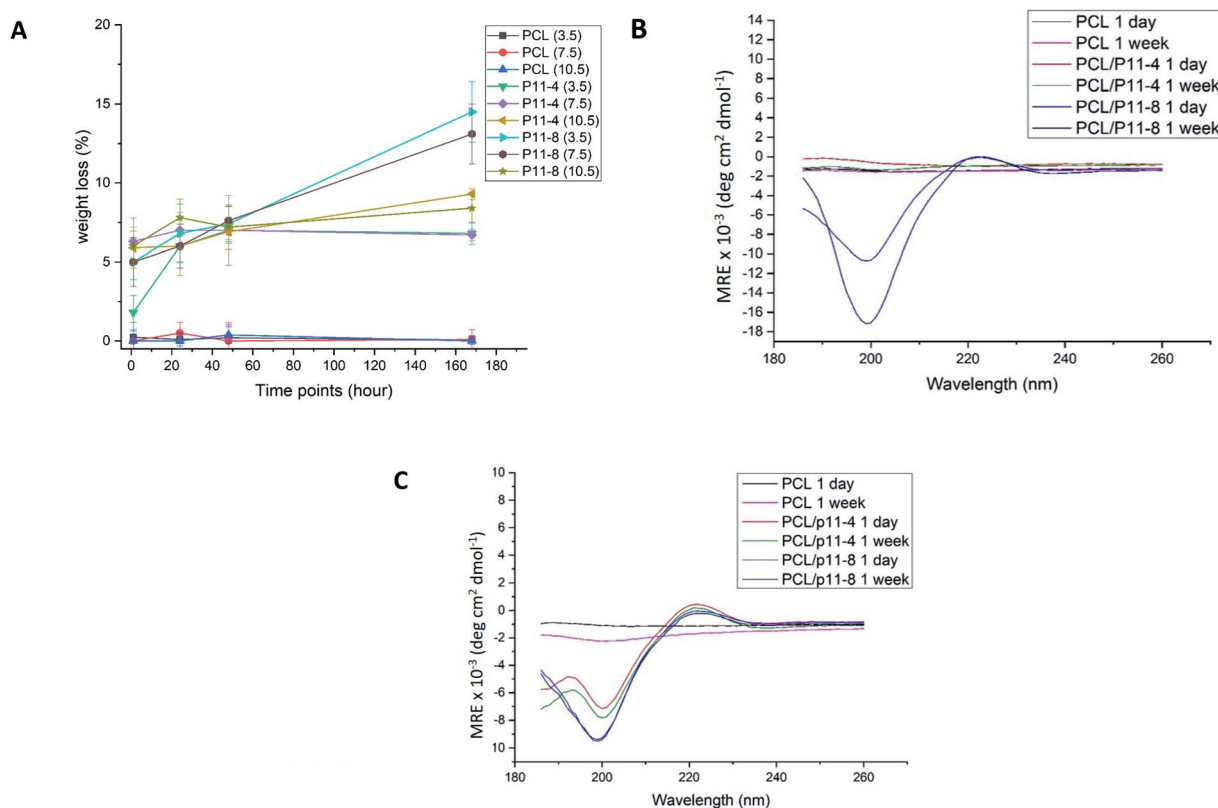 A
20
15
10
5
0
weight loss (%)
0 20 40 60 80 100 120 140 160 180
Time points (hour)
PCL (3.5)
PCL (7.5)
PCL (10.5)
P11-4 (3.5)
P11-4 (7.5)
P11-4 (10.5)
P11-8 (3.5)
P11-8 (7.5)
P11-8 (10.5)
B
14
12
10
8
6
4
2
0
-2
-4
-6
-8
-10
-12
-14
-16
-18
MRE x 10⁻³ (deg cm² dmol⁻¹)
180 200 220 240 260
Wavelength (nm)
PCL 1 day
PCL 1 week
PCL/P11-4 1 day
PCL/P11-4 1 week
PCL/P11-8 1 day
PCL/P11-8 1 week
C
10
8
6
4
2
0
-2
-4
-6
-8
10
MRE x 10⁻³ (deg cm² dmol⁻¹)
180 200 220 240 260
Wavelength (nm)
PCL 1 day
PCL 1 week
PCL/p11-4 1 day
PCL/p11-4 1 week
PCL/p11-8 1 day
PCL/p11-8 1 week